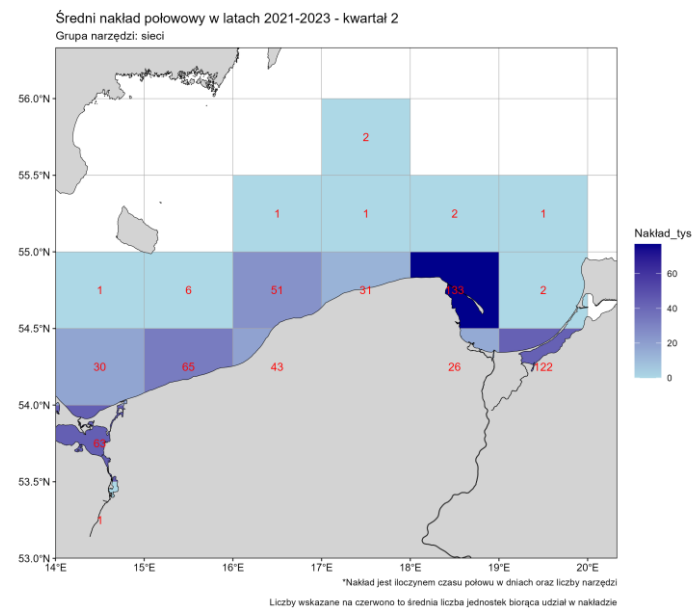 Średni nakład połowowy w latach 2021-2023 - kwartał 2
Grupa narzędzi: sieci
56.0°N
2
55.5°N
1 1 2 1
55.0°N
Nakład_tys
1 6 51 31 133 2
60
40
20
0
54.5°N
30 65 43 26 122
54.0°N
63
53.5°N
1
53.0°N
14°E 15°E 16°E 17°E 18°E 19°E 20°E
*Nakład jest iloczynem czasu połowu w dniach oraz liczby narzędzi
Liczby wskazane na czerwono to średnia liczba jednostek biorąca udział w nakładzie